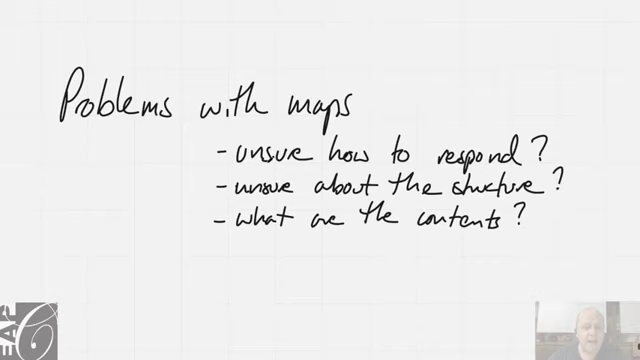 Problems with maps
- unsure how to respond?
- unsure about the structure?
- what are the contents?
EAP